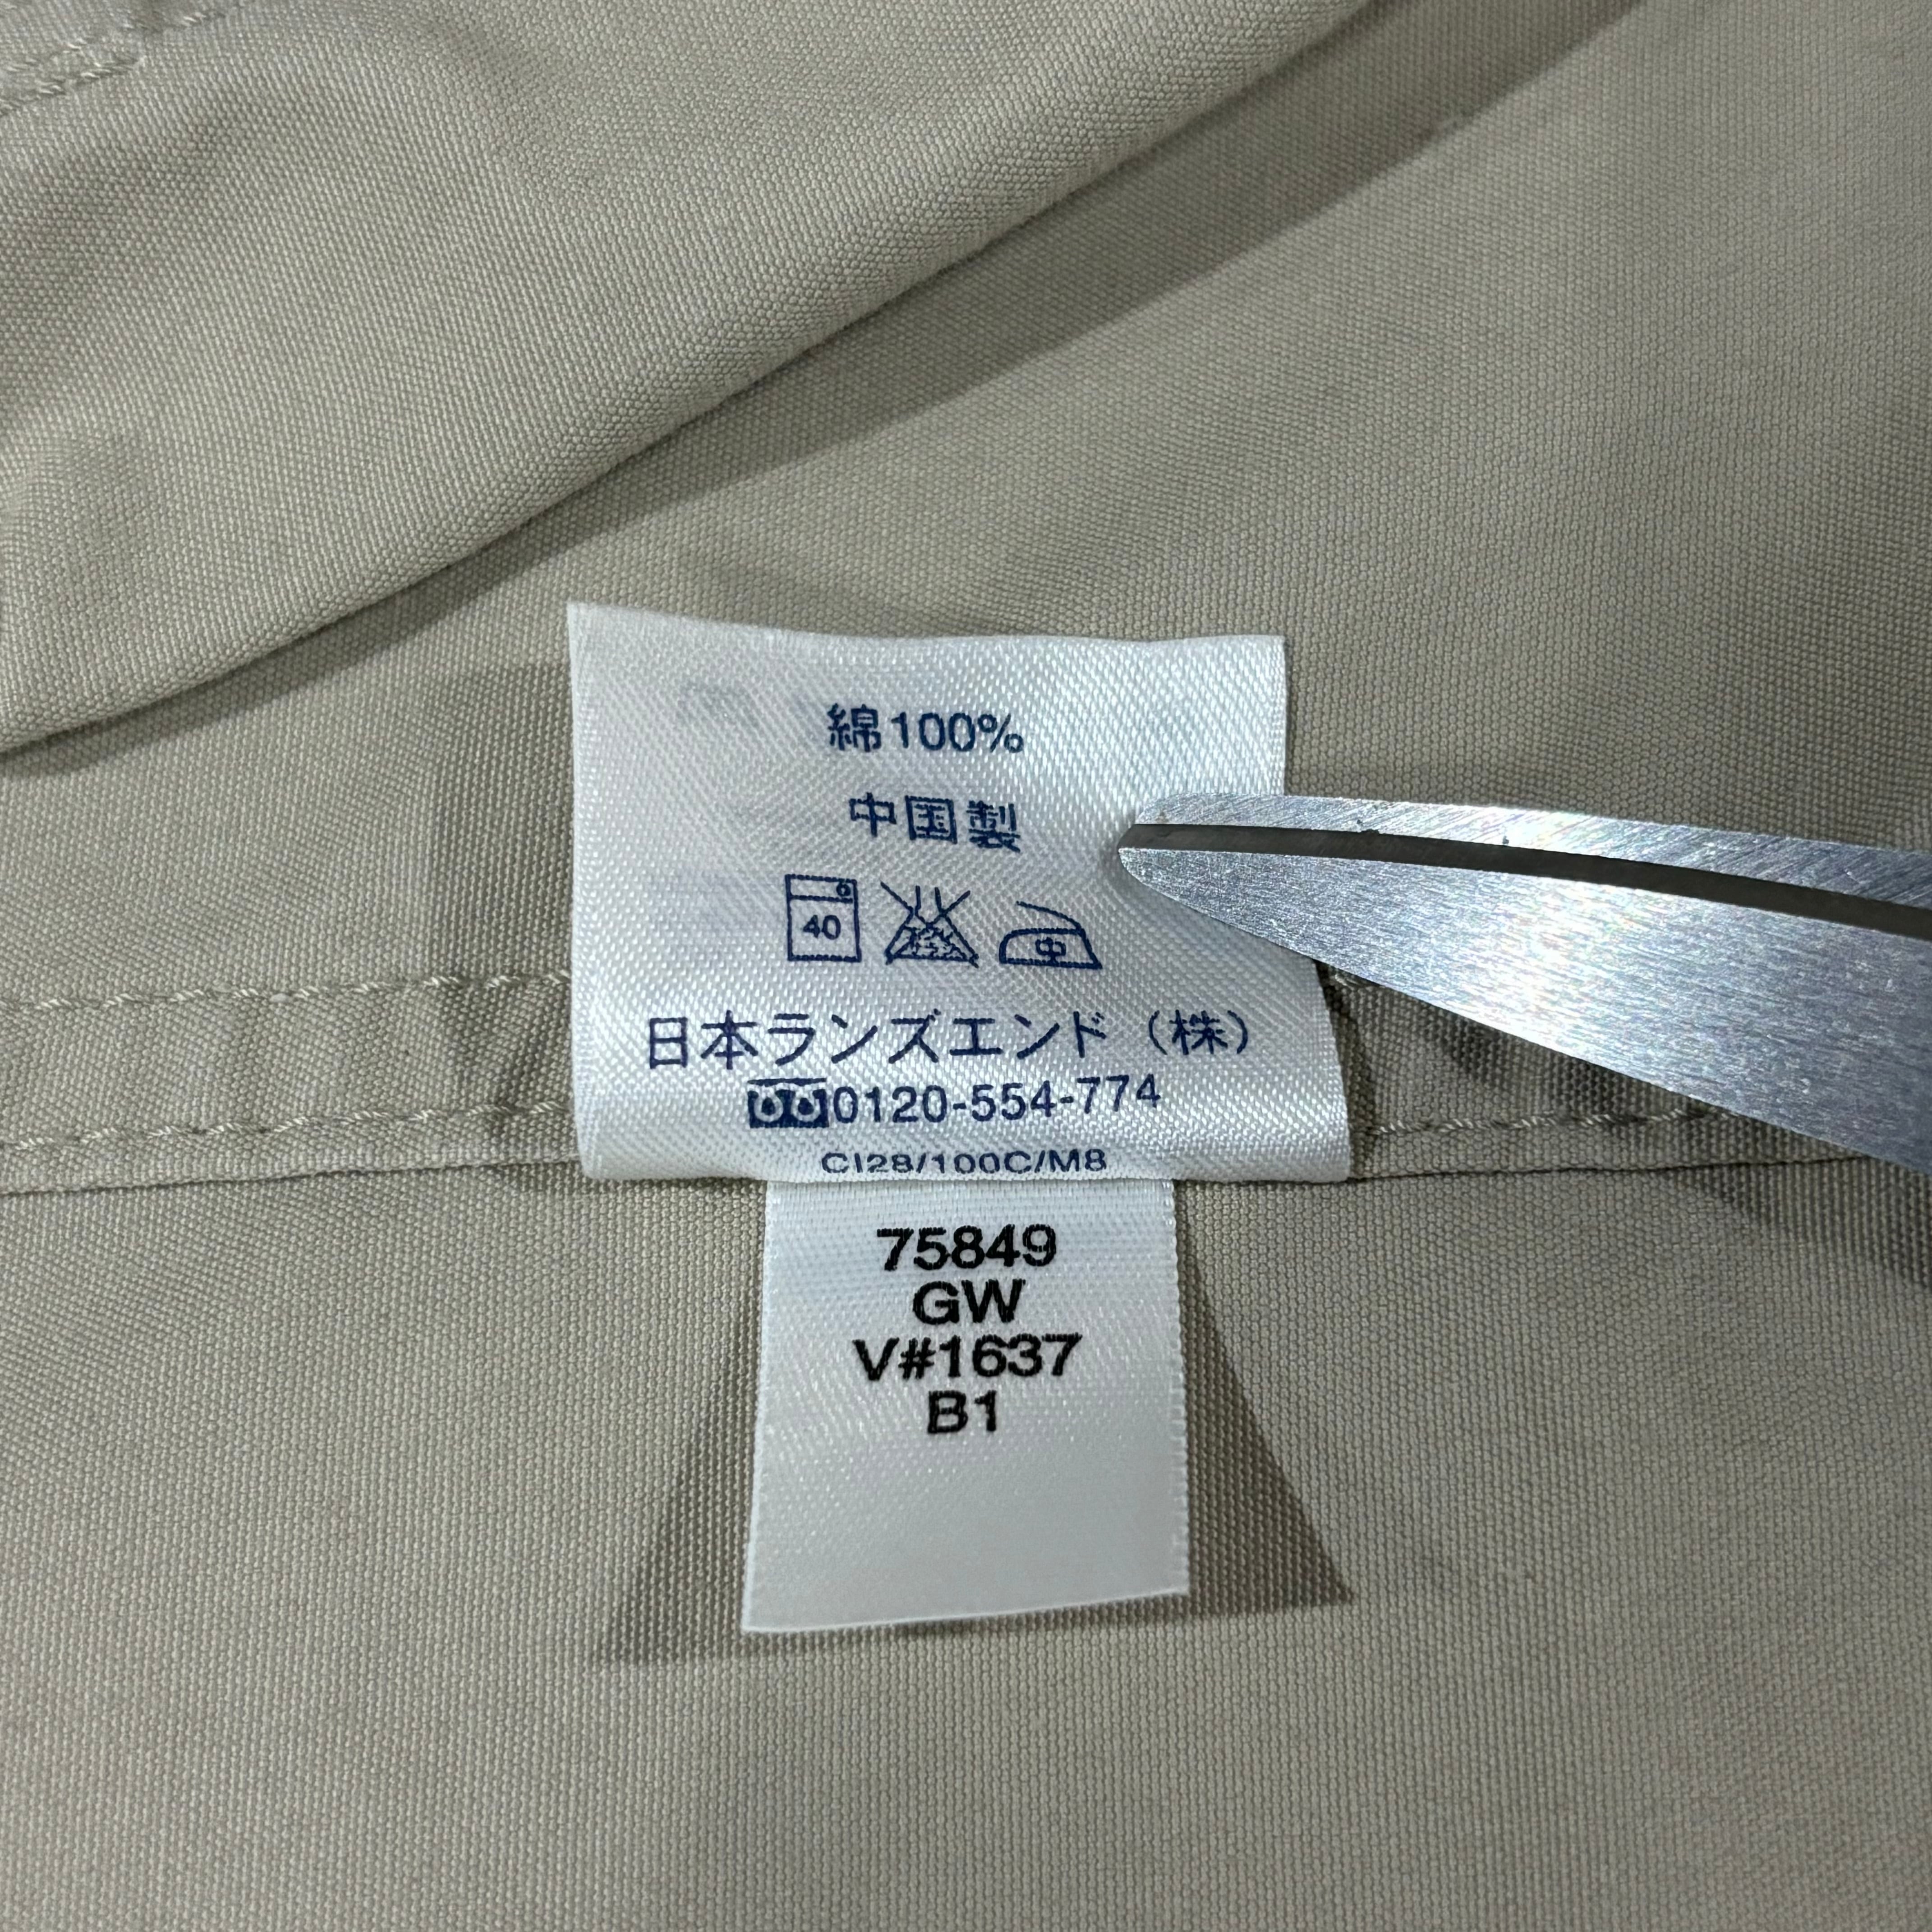 綿100%
中国製
40 中
日本ランズエンド（株）
0120-554-774
CI28/100C/M8
75849
GW
V#1637
B1